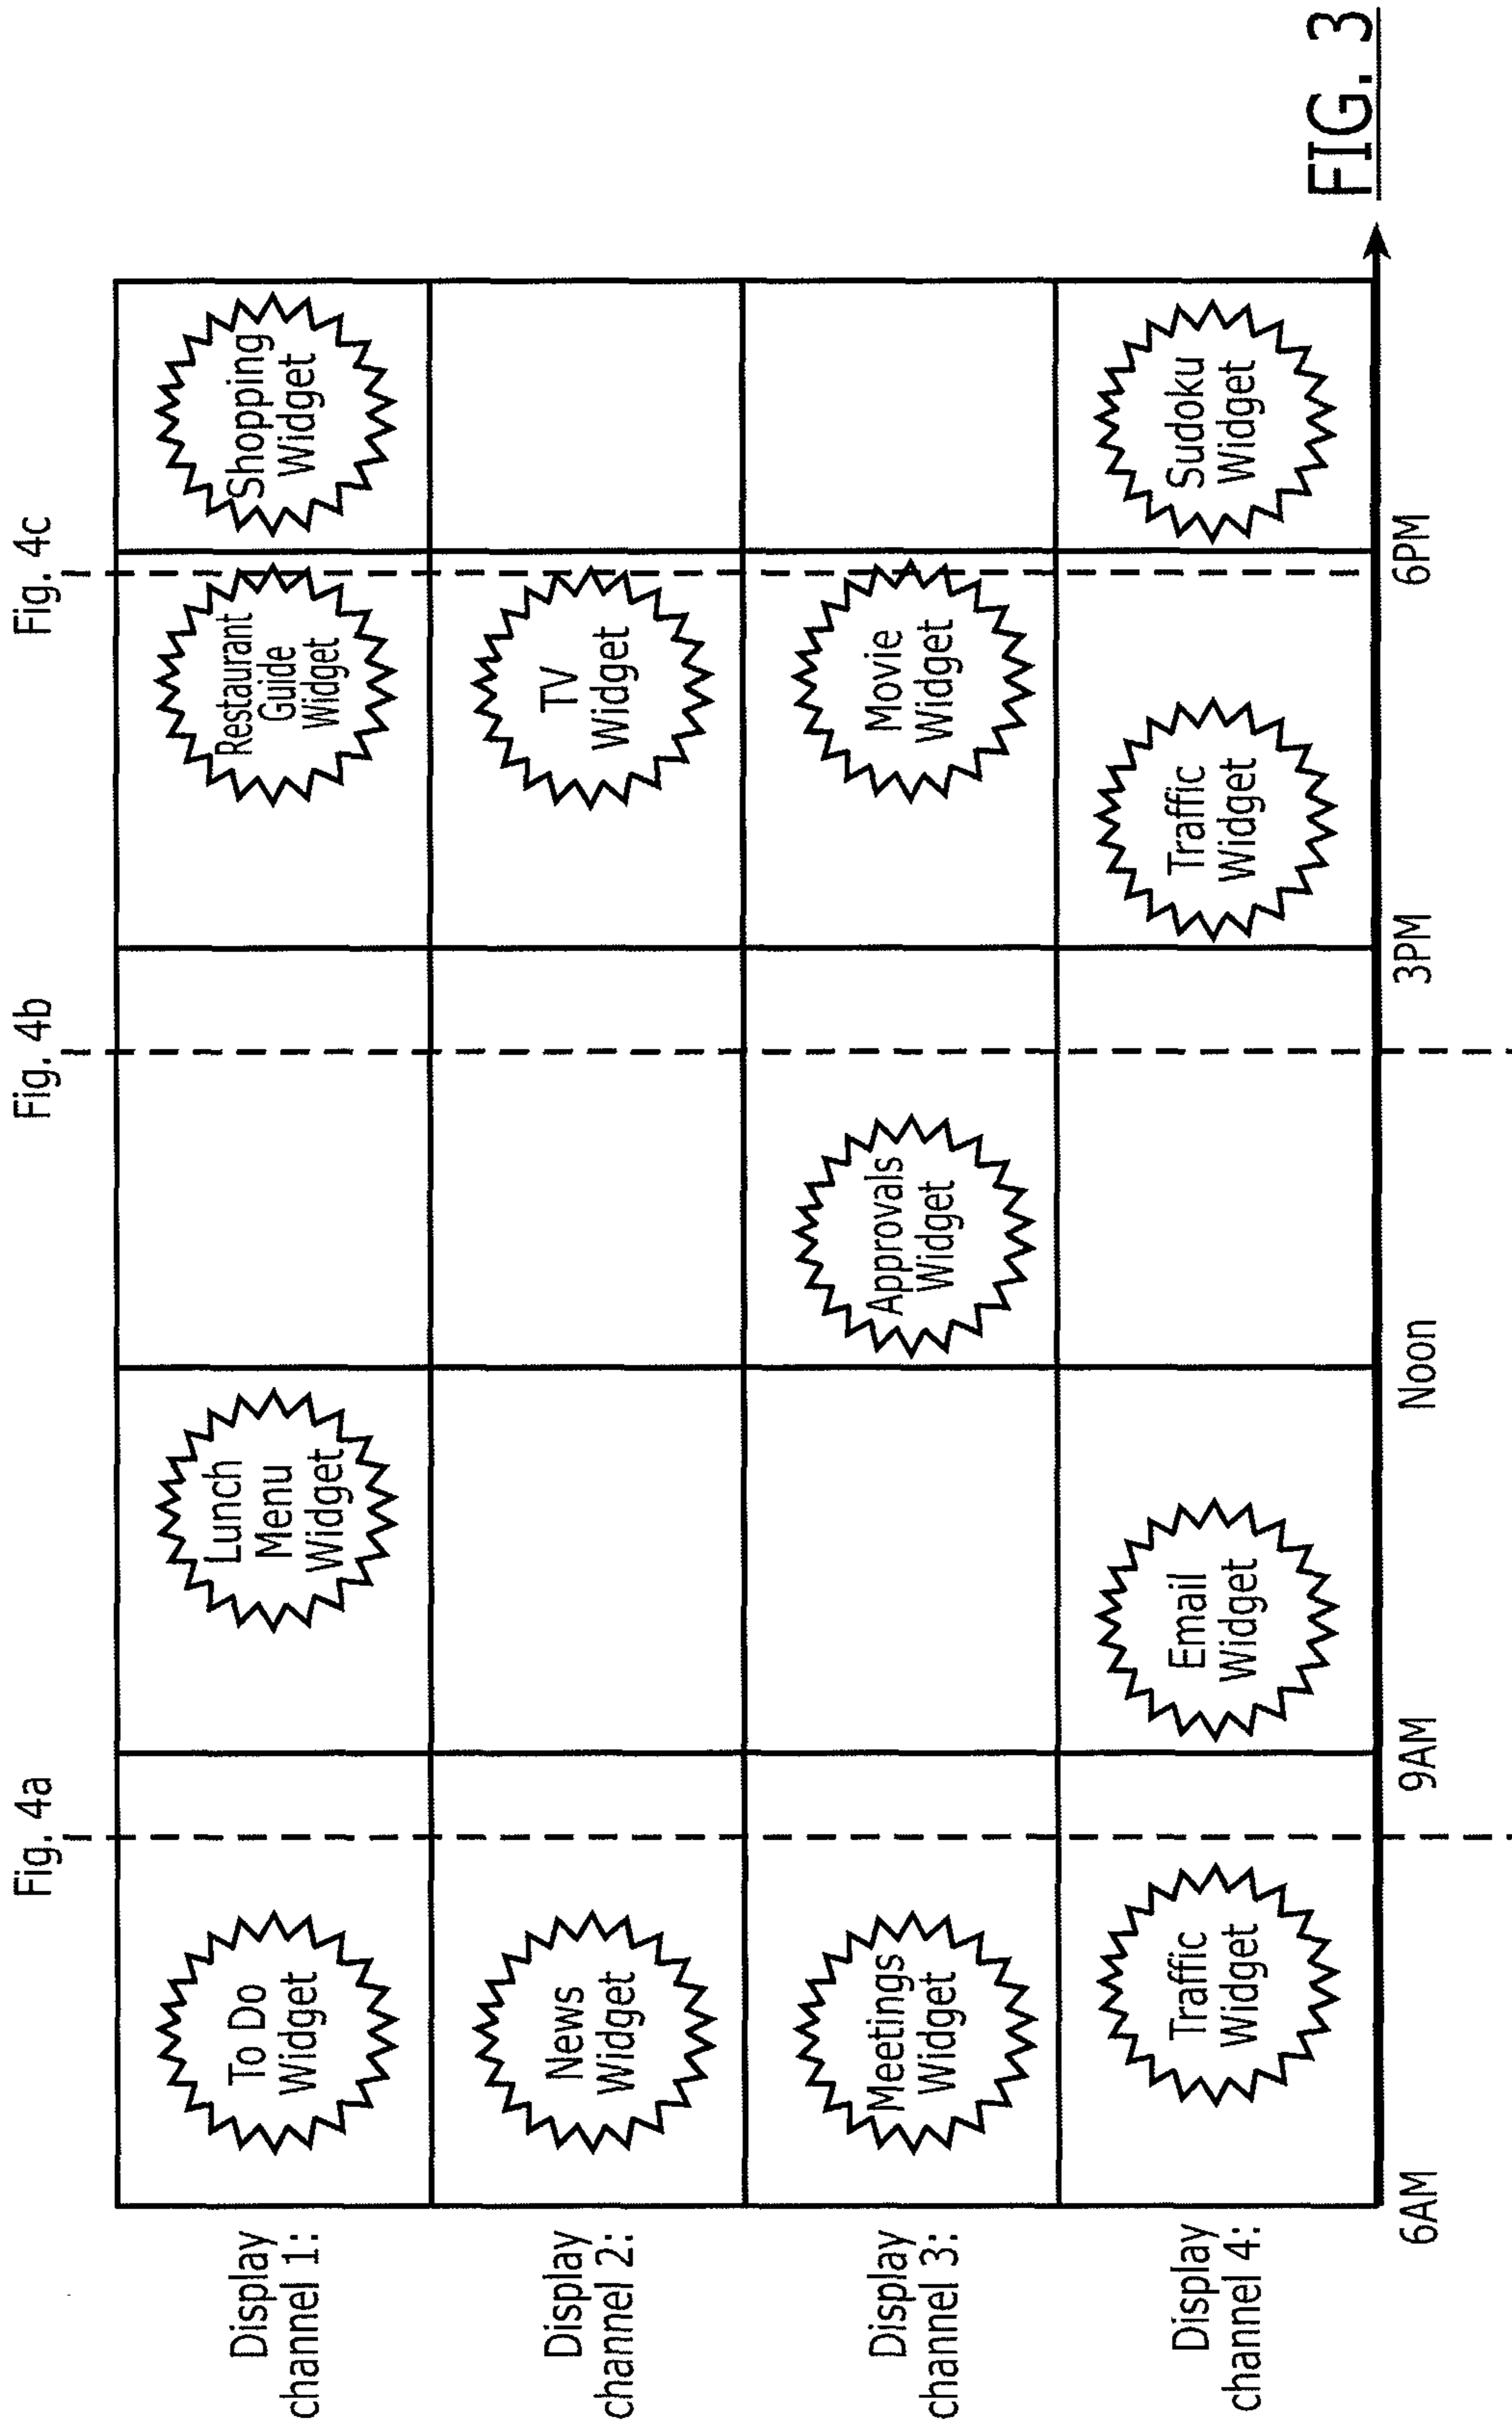 Fig. 4a
Fig. 4b
Fig. 4c
Display
channel 1:
To Do
Widget
Lunch
Menu
Widget
Restaurant
Guide
Widget
Shopping
Widget
Display
channel 2:
News
Widget
TV
Widget
Display
channel 3:
Meetings
Widget
Approvals
Widget
Movie
Widget
Display
channel 4:
Traffic
Widget
Email
Widget
Traffic
Widget
Sudoku
Widget
6AM
9AM
Noon
3PM
6PM
FIG. 3